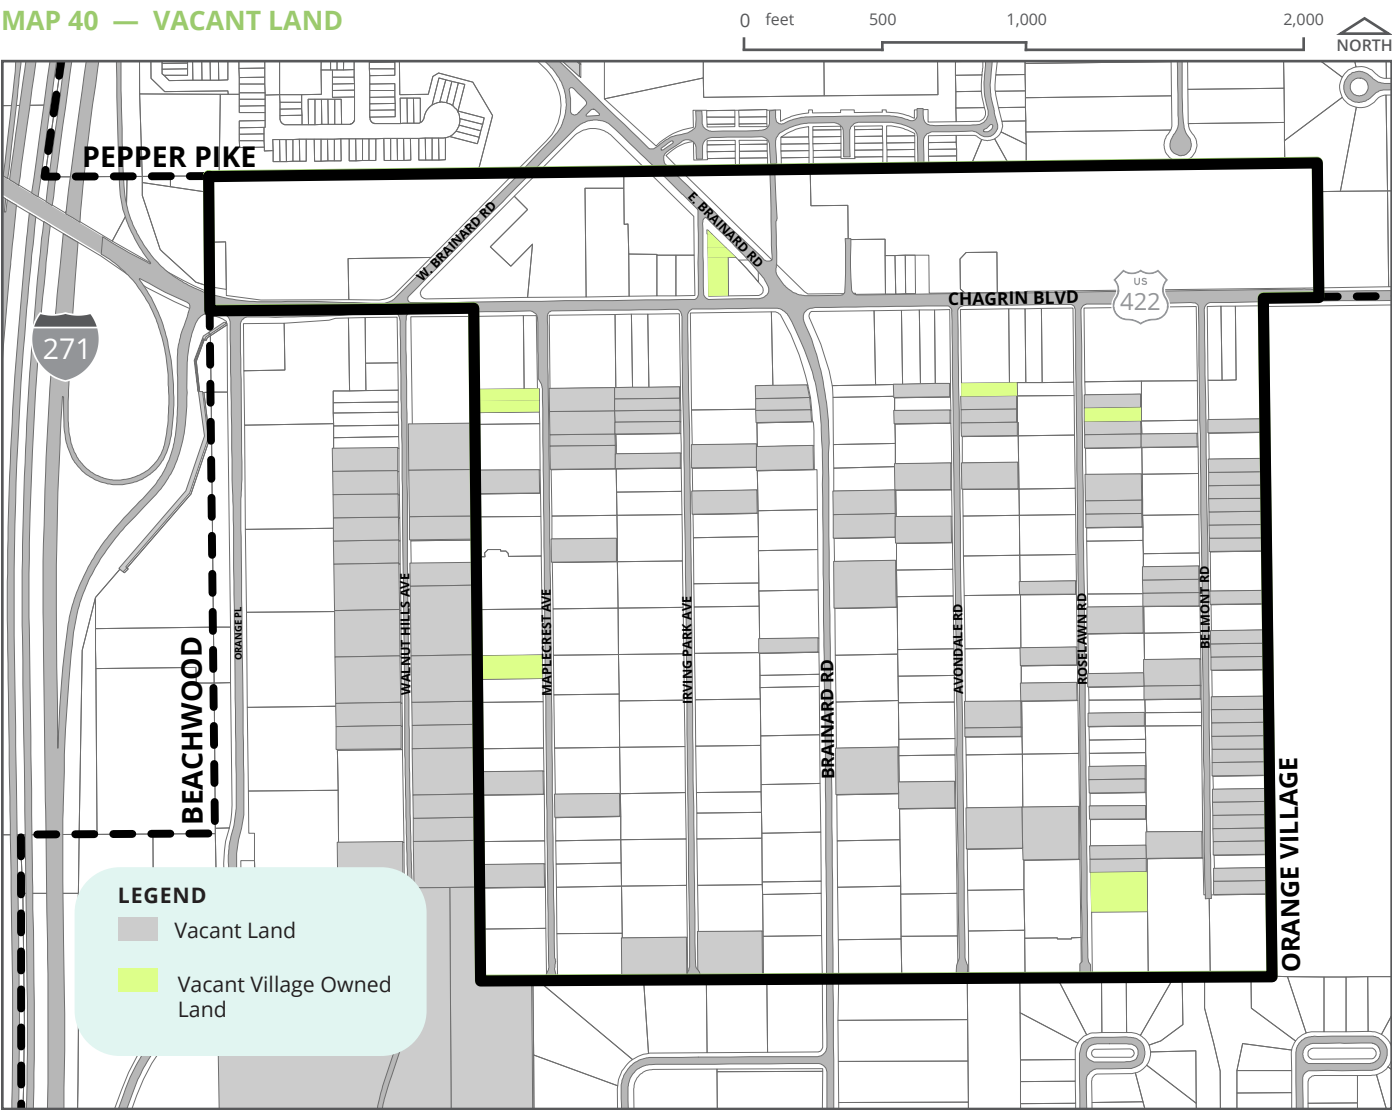 MAP 40 — VACANT LAND
0 feet 500 1,000 2,000
NORTH
PEPPER PIKE
W. BRAINARD RD
E. BRAINARD RD
CHAGRIN BLVD
US
422
271
BEACHWOOD
ORANGE PL
WALNUT HILLS AVE
MAPLECREST AVE
IRVING PARK AVE
BRAINARD RD
AVONDALE RD
ROSELAWN RD
BELMONT RD
ORANGE VILLAGE
LEGEND
Vacant Land
Vacant Village Owned
Land